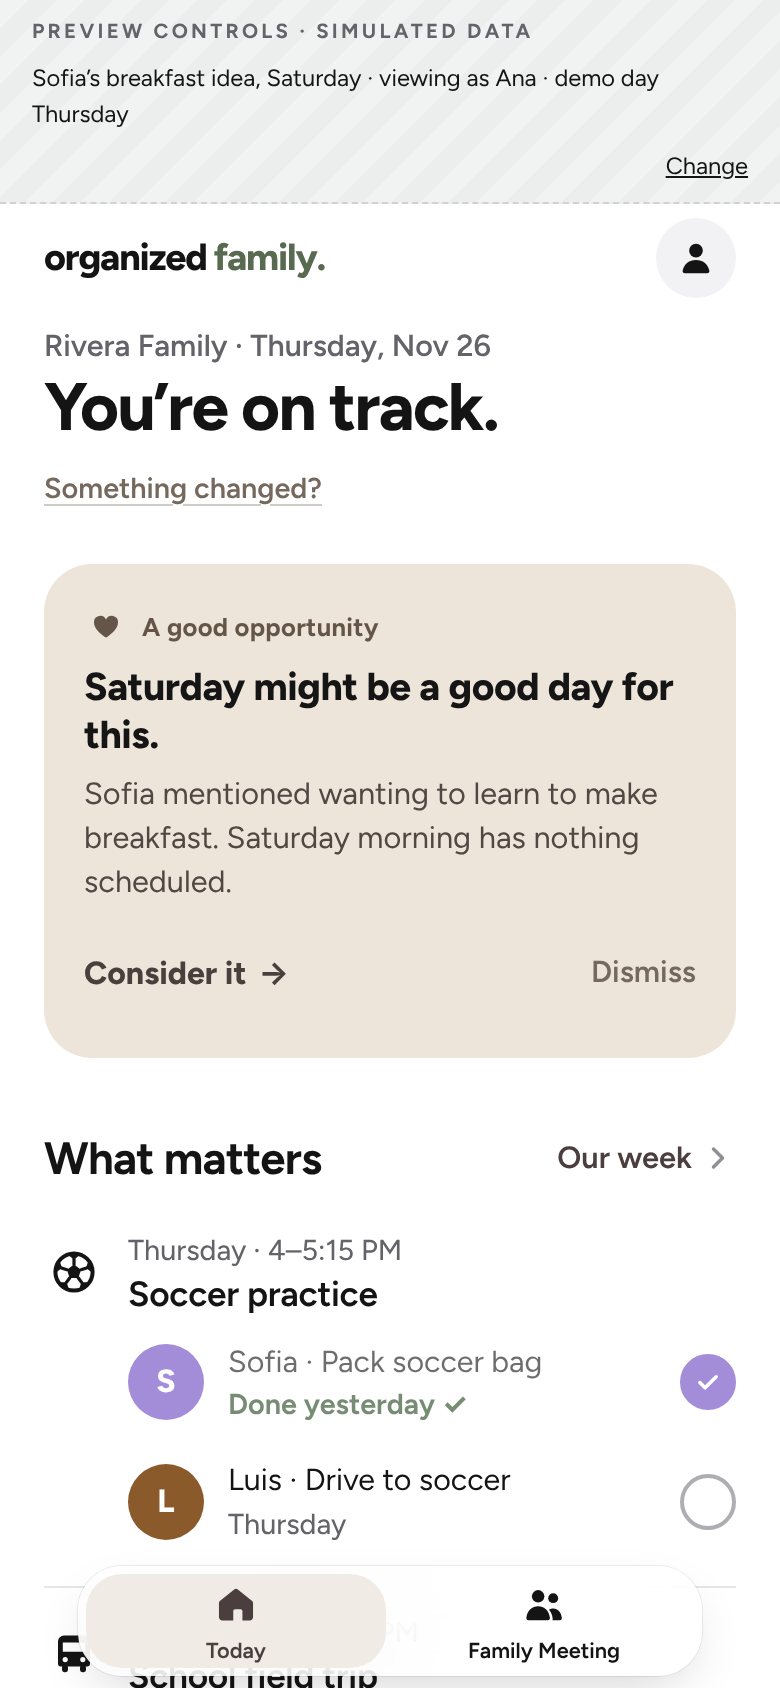 PREVIEW CONTROLS · SIMULATED DATA
Sofia’s breakfast idea, Saturday · viewing as Ana · demo day
Thursday
Change
organized family.
Rivera Family · Thursday, Nov 26
You’re on track.
Something changed?
A good opportunity
Saturday might be a good day for
this.
Sofia mentioned wanting to learn to make
breakfast. Saturday morning has nothing
scheduled.
Consider it →
Dismiss
What matters
Our week
Thursday · 4–5:15 PM
Soccer practice
S
Sofia · Pack soccer bag
Done yesterday ✓
L
Luis · Drive to soccer
Thursday
PM
School field trip
Today
Family Meeting